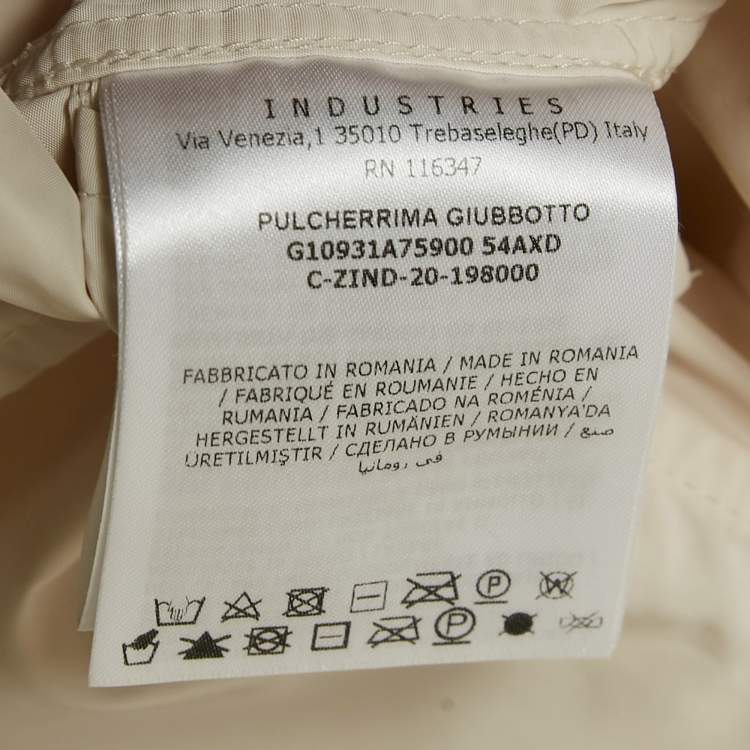 INDUSTRIES
Via Venezia,1 35010 Trebaseleghe(PD) Italy
RN 116347
PULCHERRIMA GIUBBOTTO
G10931A75900 54AXD
C-ZIND-20-198000
FABBRICATO IN ROMANIA / MADE IN ROMANIA
/ FABRIQUÉ EN ROUMANIE / HECHO EN
RUMANIA / FABRICADO NA ROMÉNIA /
HERGESTELLT IN RUMÄNIEN / ROMANYA'DA
ÜRETILMIŞTIR / СДЕЛАНО В РУМЫНИИ / صنع
في رومانيا
P W
P